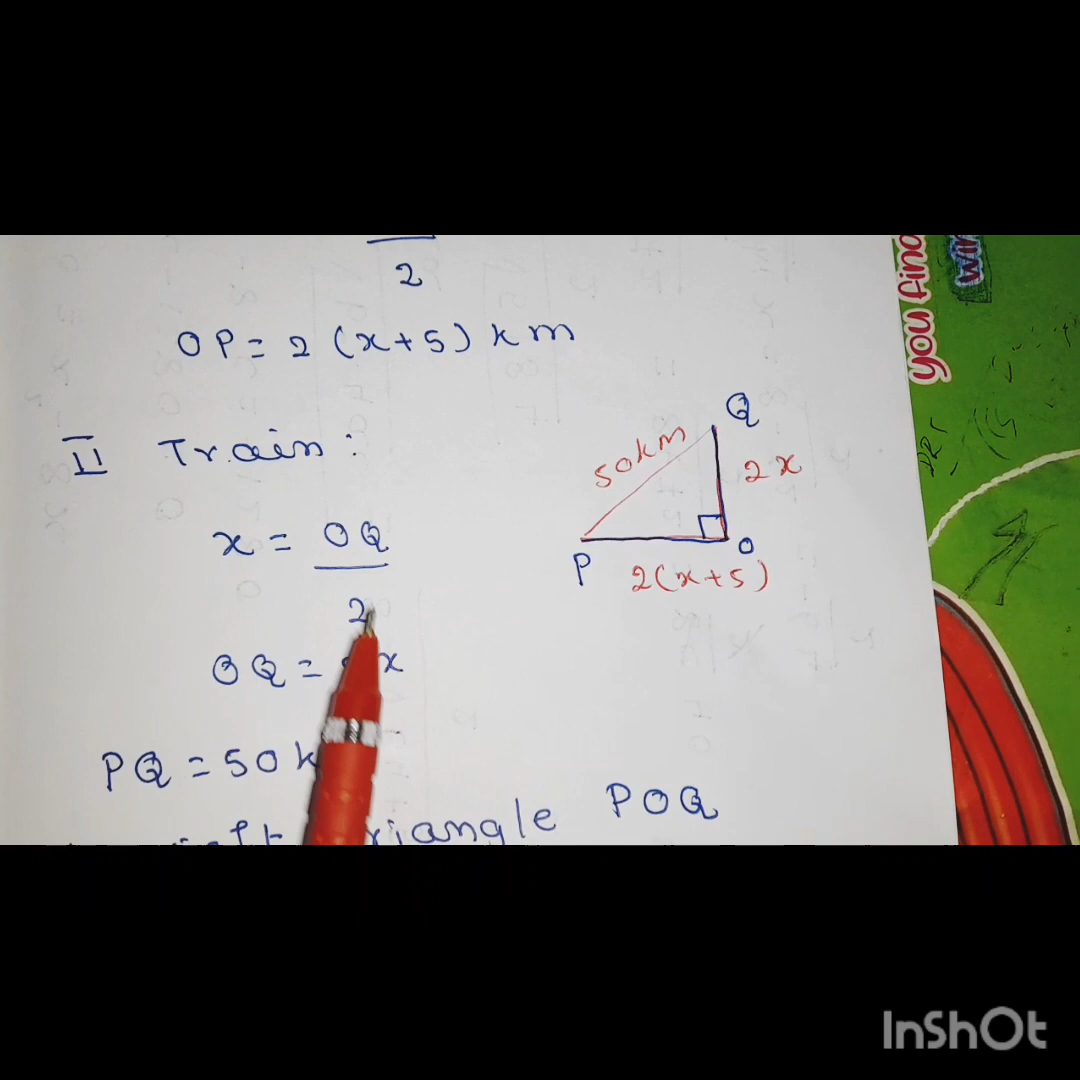 2
OP = 2 (x+5) km
II Train:
x = OQ
2
OQ = x
PQ = 50 k
triangle POQ
Q
50km
2x
P
O
2(x+5)
you find
InShOt